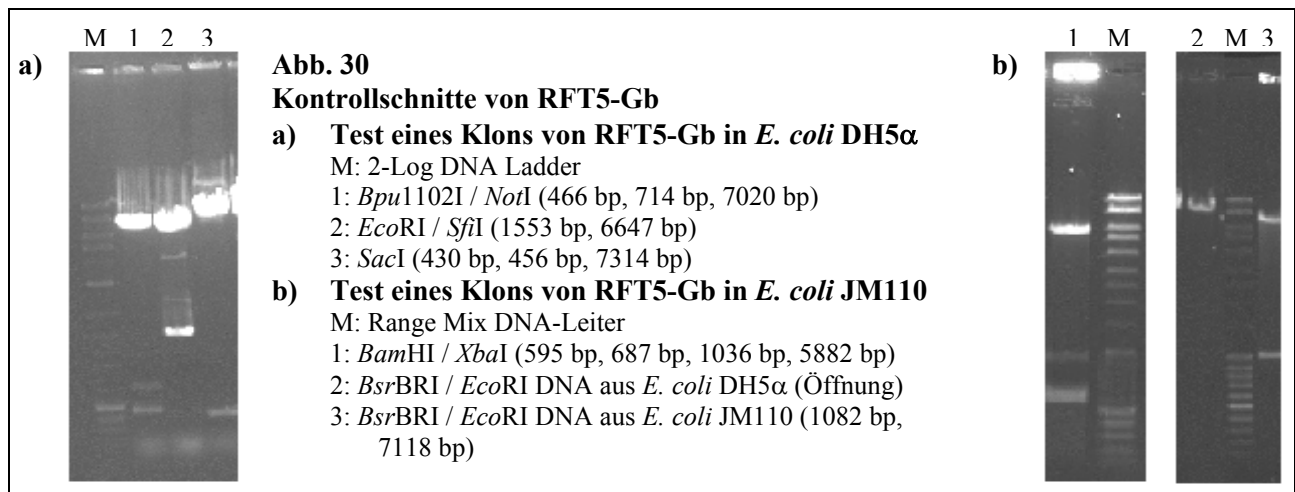 M 1 2 3
a)
Abb. 30
Kontrollschnitte von RFT5-Gb
a) Test eines Klons von RFT5-Gb in E. coli DH5α
M: 2-Log DNA Ladder
1: Bpu1102I / NotI (466 bp, 714 bp, 7020 bp)
2: EcoRI / SfiI (1553 bp, 6647 bp)
3: SacI (430 bp, 456 bp, 7314 bp)
b) Test eines Klons von RFT5-Gb in E. coli JM110
M: Range Mix DNA-Leiter
1: BamHI / XbaI (595 bp, 687 bp, 1036 bp, 5882 bp)
2: BsrBRI / EcoRI DNA aus E. coli DH5α (Öffnung)
3: BsrBRI / EcoRI DNA aus E. coli JM110 (1082 bp,
7118 bp)
b)
1 M 2 M 3